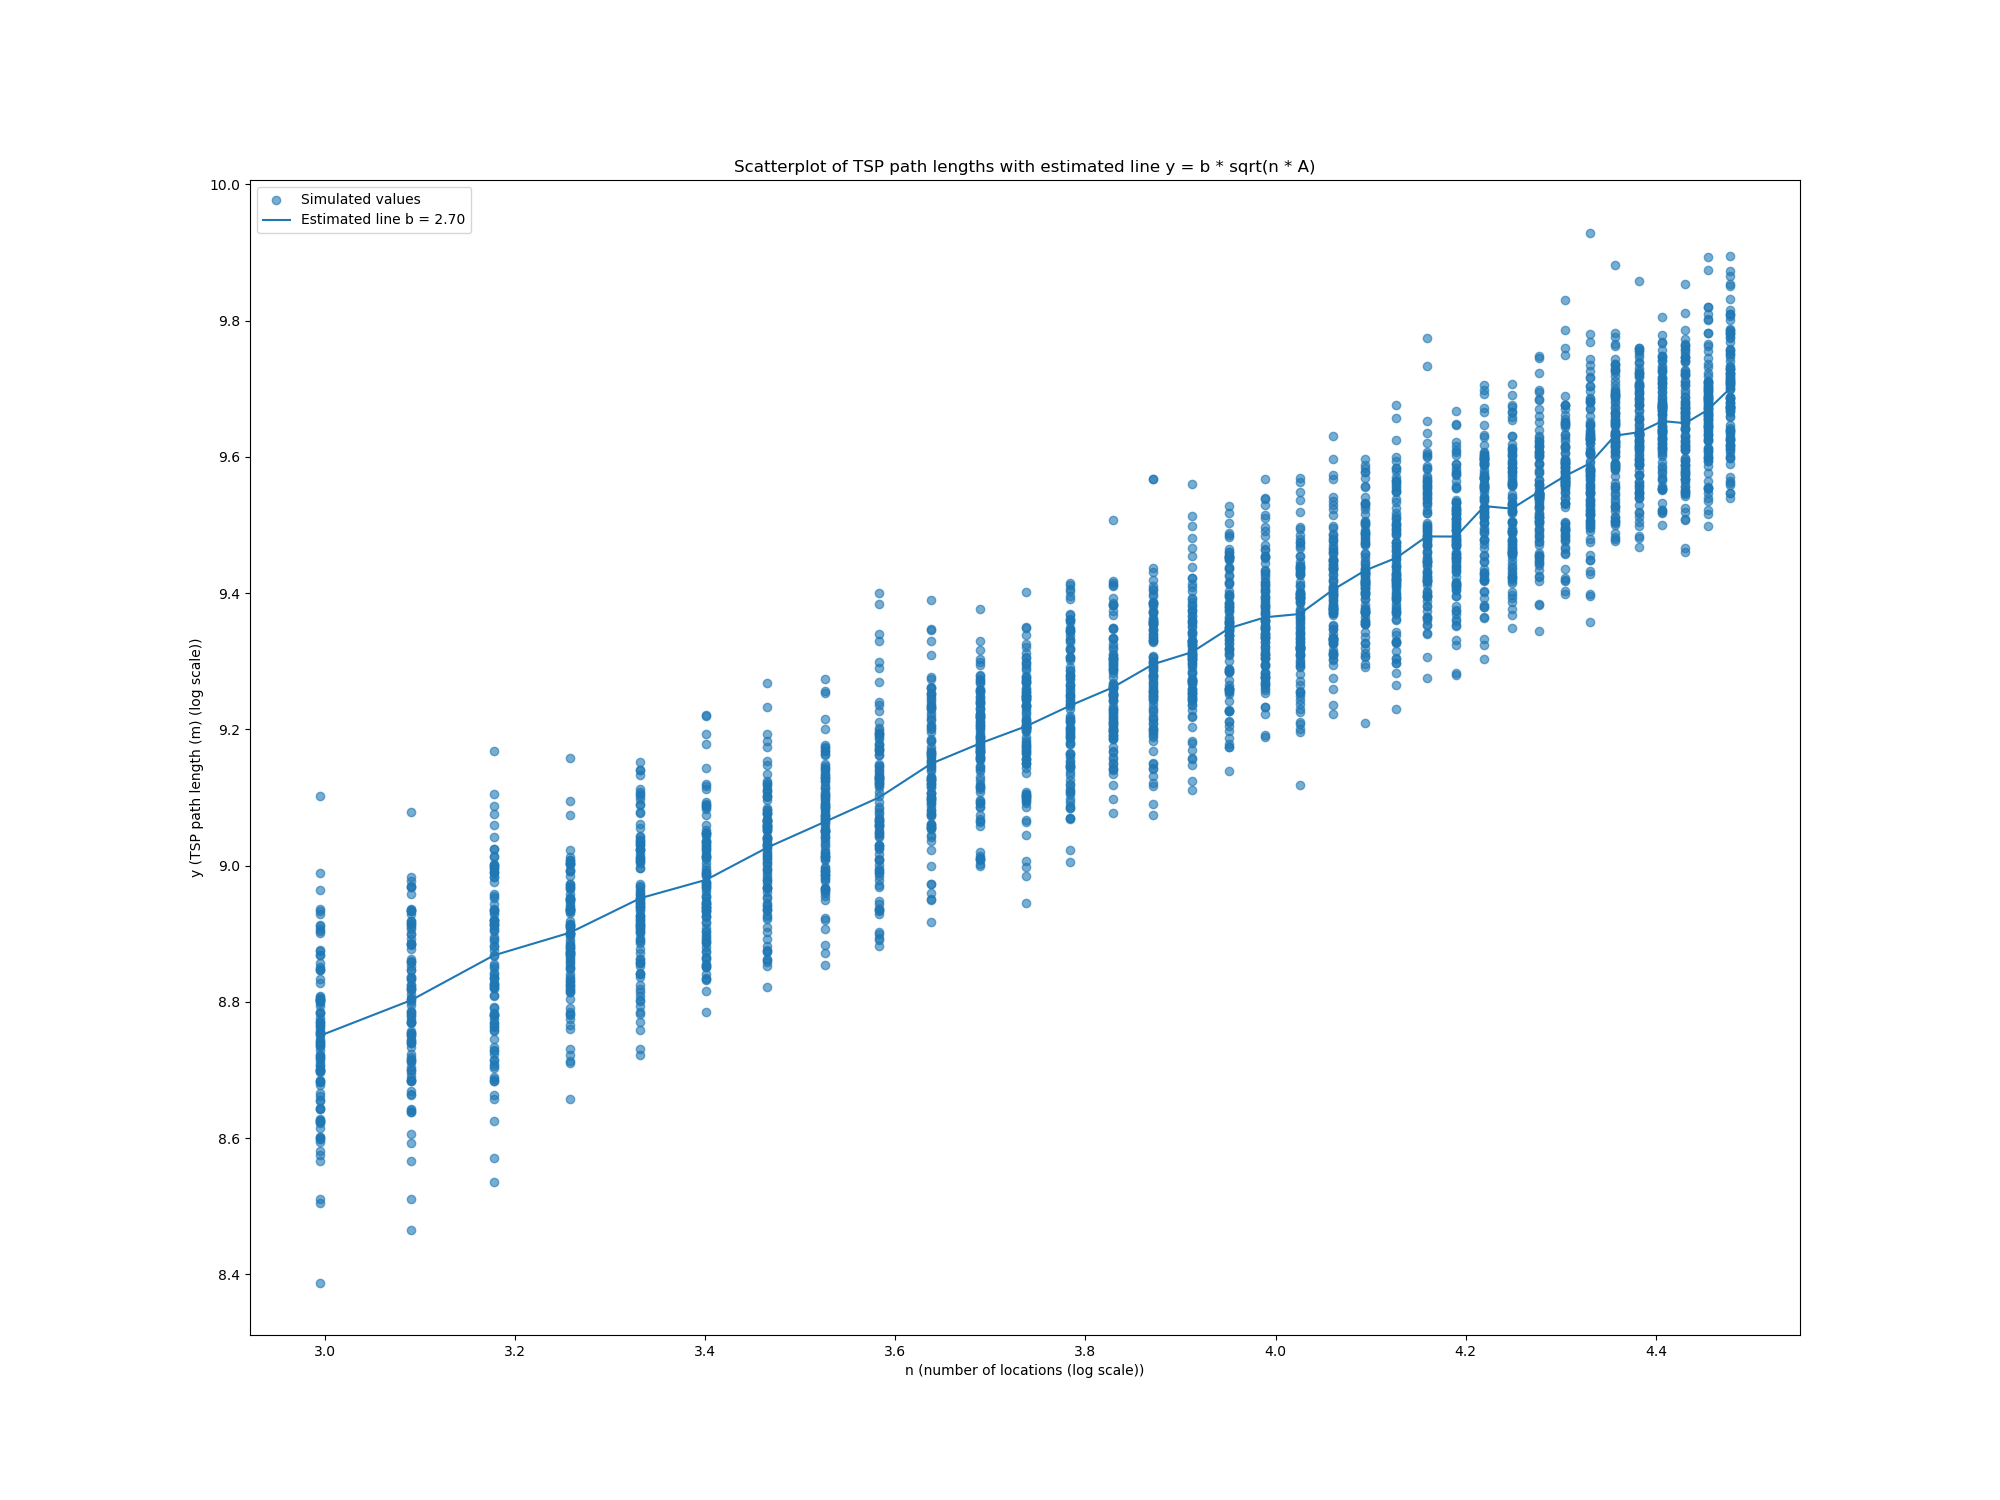 Scatterplot of TSP path lengths with estimated line y = b * sqrt(n * A)
Simulated values
Estimated line b = 2.70
10.0
9.8
9.6
9.4
9.2
9.0
8.8
8.6
8.4
y (TSP path length (m) (log scale))
3.0 3.2 3.4 3.6 3.8 4.0 4.2 4.4
n (number of locations (log scale))